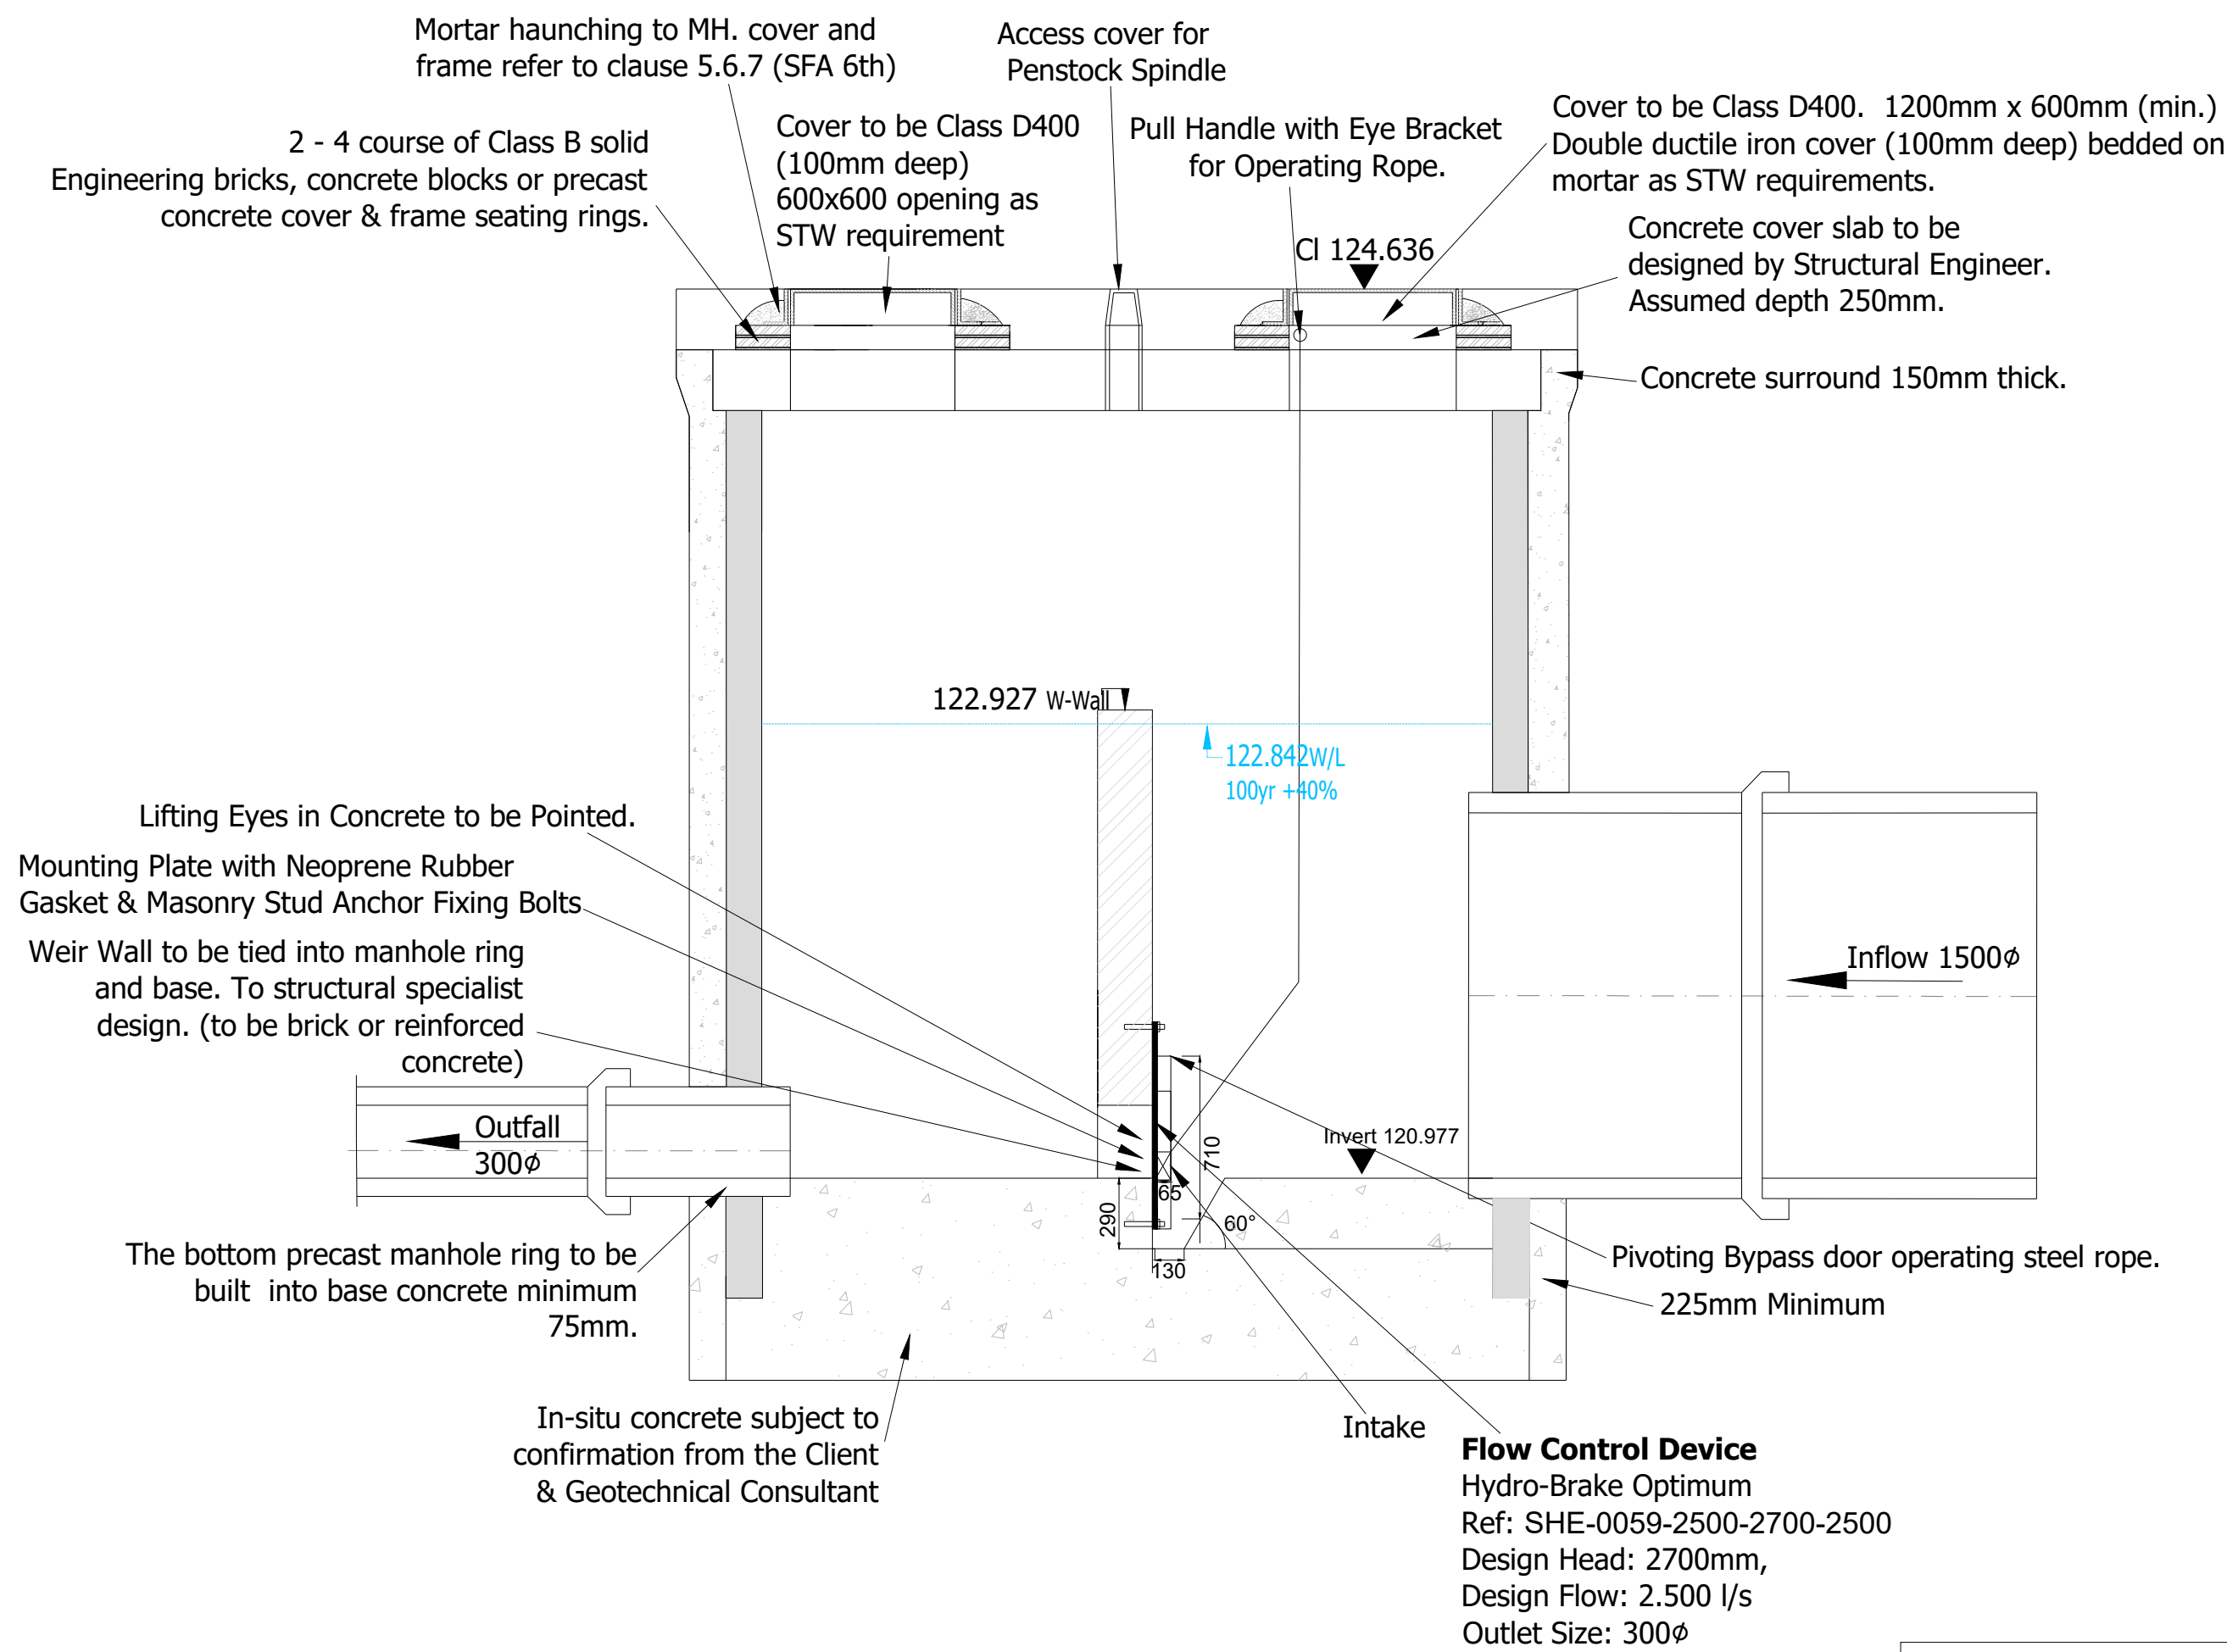 Mortar haunching to MH. cover and
frame refer to clause 5.6.7 (SFA 6th)
Access cover for
Penstock Spindle
2 - 4 course of Class B solid
Engineering bricks, concrete blocks or precast
concrete cover & frame seating rings.
Cover to be Class D400
(100mm deep)
600x600 opening as
STW requirement
Pull Handle with Eye Bracket
for Operating Rope.
Cover to be Class D400. 1200mm x 600mm (min.)
Double ductile iron cover (100mm deep) bedded on
mortar as STW requirements.
Cl 124.636
Concrete cover slab to be
designed by Structural Engineer.
Assumed depth 250mm.
Concrete surround 150mm thick.
122.927 W-Wall
122.842W/L
100yr +40%
Lifting Eyes in Concrete to be Pointed.
Mounting Plate with Neoprene Rubber
Gasket & Masonry Stud Anchor Fixing Bolts
Weir Wall to be tied into manhole ring
and base. To structural specialist
design. (to be brick or reinforced
concrete)
Inflow 1500φ
Outfall
300φ
Invert 120.977
710
65
290
60°
130
The bottom precast manhole ring to be
built into base concrete minimum
75mm.
Pivoting Bypass door operating steel rope.
225mm Minimum
In-situ concrete subject to
confirmation from the Client
& Geotechnical Consultant
Intake
Flow Control Device
Hydro-Brake Optimum
Ref: SHE-0059-2500-2700-2500
Design Head: 2700mm,
Design Flow: 2.500 l/s
Outlet Size: 300φ